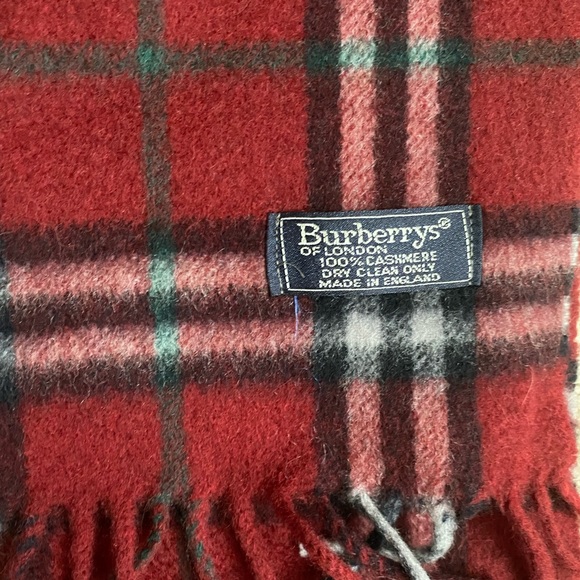 Burberrys®
OF LONDON
100% CASHMERE
DRY CLEAN ONLY
MADE IN ENGLAND